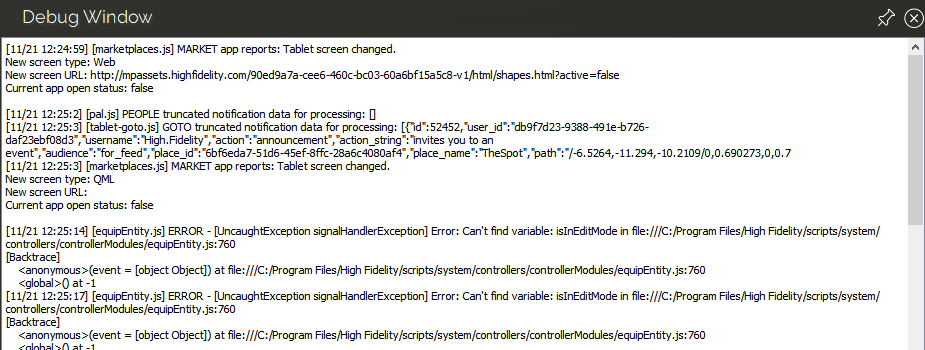 Debug Window
[11/21 12:24:59] [marketplaces.js] MARKET app reports: Tablet screen changed.
New screen type: Web
New screen URL: http://mpassets.highfidelity.com/90ed9a7a-cee6-460c-bc03-60a6bf15a5c8-v1/html/shapes.html?active=false
Current app open status: false
[11/21 12:25:2] [pal.js] PEOPLE truncated notification data for processing: []
[11/21 12:25:3] [tablet-goto.js] GOTO truncated notification data for processing: [{"id":52452,"user_id":"db9f7d23-9388-491e-b726-
daf23ebf08d3","username":"High.Fidelity","action":"announcement","action_string":"invites you to an
event","audience":"for_feed","place_id":"6bf6eda7-51d6-45ef-8ffc-28a6c4080af4","place_name":"TheSpot","path":"/-6.5264,-11.294,-10.2109/0,0.690273,0,0.7
[11/21 12:25:3] [marketplaces.js] MARKET app reports: Tablet screen changed.
New screen type: QML
New screen URL:
Current app open status: false
[11/21 12:25:14] [equipEntity.js] ERROR - [UncaughtException signalHandlerException] Error: Can't find variable: isInEditMode in file:///C:/Program Files/High Fidelity/scripts/system/
controllers/controllerModules/equipEntity.js:760
[Backtrace]
<anonymous>(event = [object Object]) at file:///C:/Program Files/High Fidelity/scripts/system/controllers/controllerModules/equipEntity.js:760
<global>() at -1
[11/21 12:25:17] [equipEntity.js] ERROR - [UncaughtException signalHandlerException] Error: Can't find variable: isInEditMode in file:///C:/Program Files/High Fidelity/scripts/system/
controllers/controllerModules/equipEntity.js:760
[Backtrace]
<anonymous>(event = [object Object]) at file:///C:/Program Files/High Fidelity/scripts/system/controllers/controllerModules/equipEntity.js:760
<global>() at -1